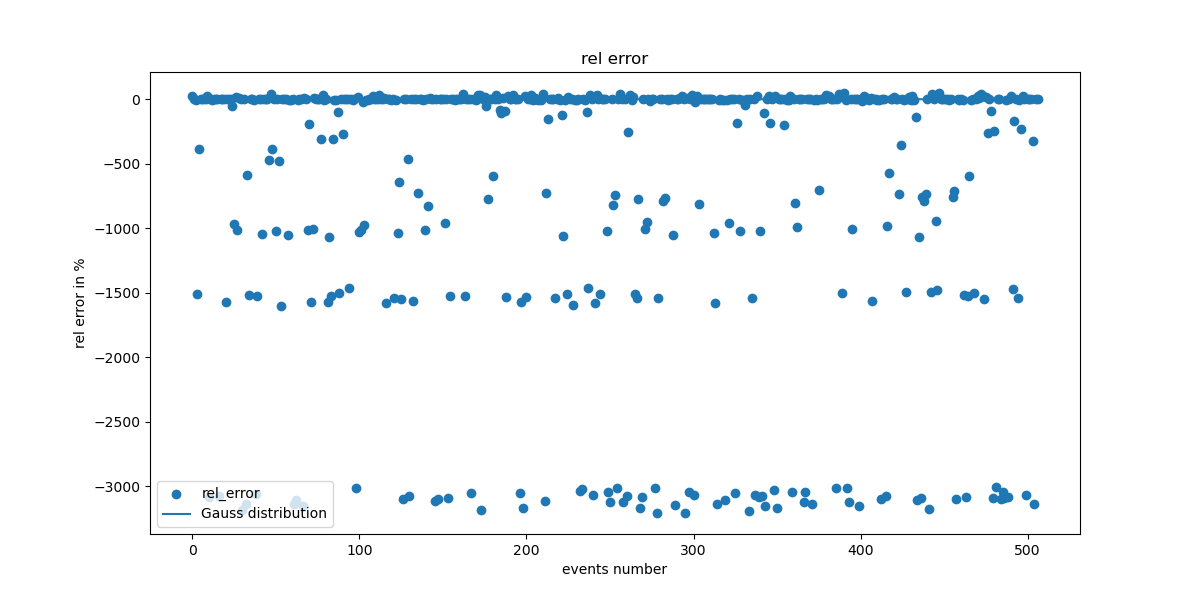 rel error
0
−500
−1000
−1500
−2000
−2500
−3000
rel error in %
rel_error
Gauss distribution
0
100
200
300
400
500
events number